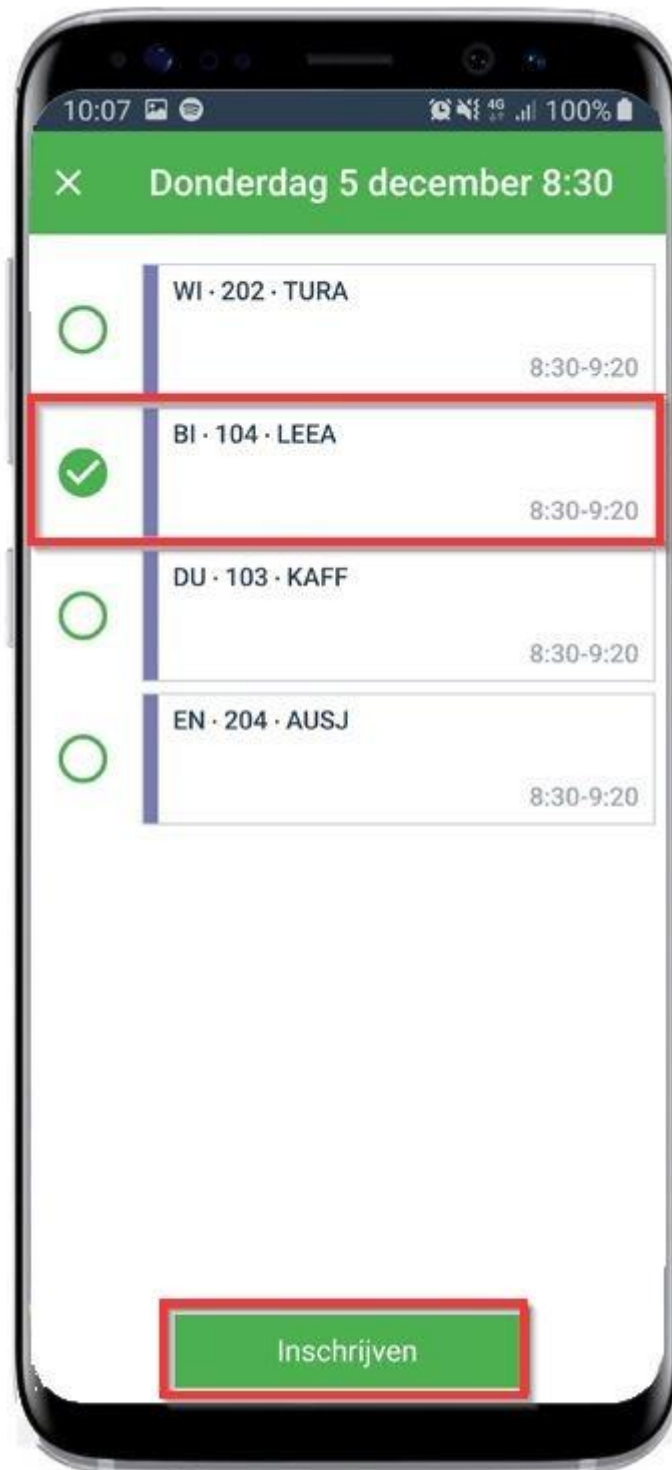 10:07 4G 100%
Donderdag 5 december 8:30
WI · 202 · TURA
8:30-9:20
BI · 104 · LEEA
8:30-9:20
DU · 103 · KAFF
8:30-9:20
EN · 204 · AUSJ
8:30-9:20
Inschrijven